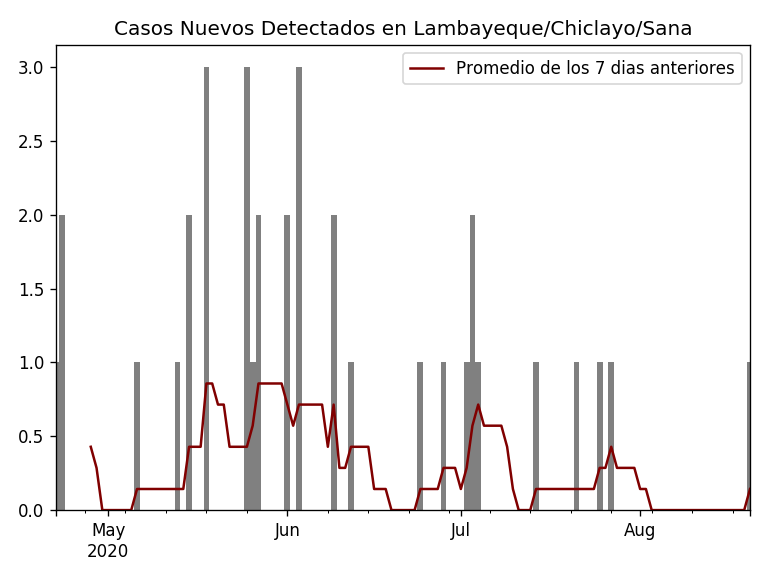 Casos Nuevos Detectados en Lambayeque/Chiclayo/Sana
Promedio de los 7 dias anteriores
3.0
2.5
2.0
1.5
1.0
0.5
0.0
May Jun Jul Aug
2020